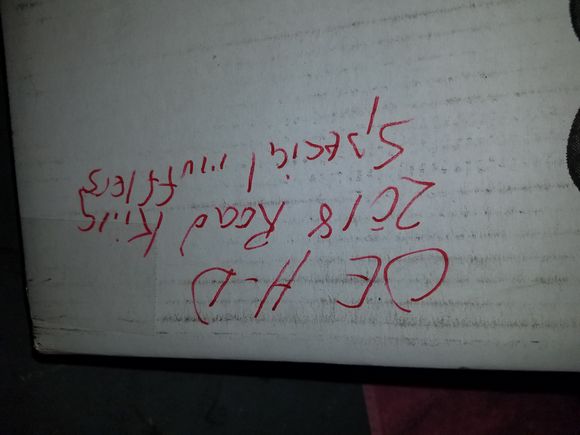 OE H-D
2018 Road King
Special mufflers